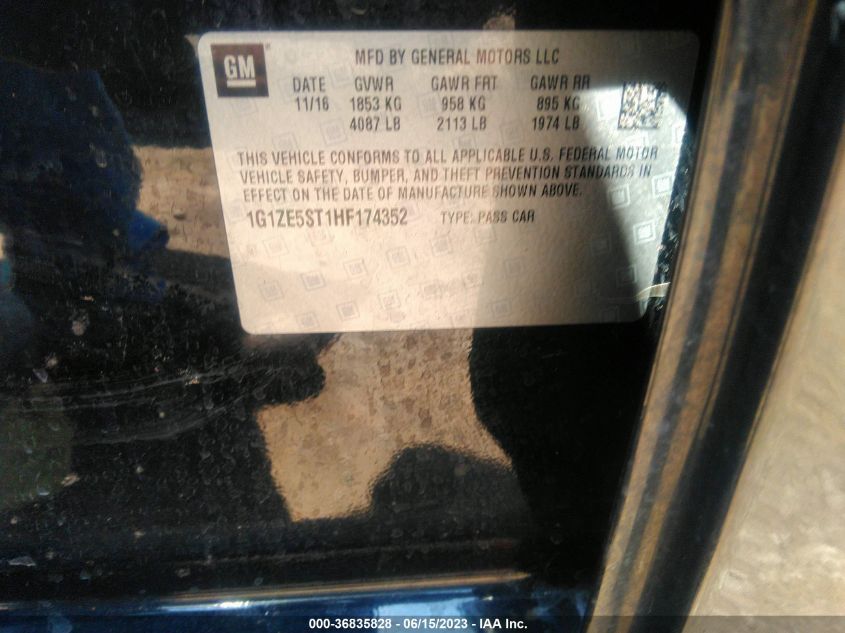 GM ®
MFD BY GENERAL MOTORS LLC
DATE GVWR GAWR FRT GAWR RR
11/16 1853 KG 958 KG 895 KG
4087 LB 2113 LB 1974 LB
THIS VEHICLE CONFORMS TO ALL APPLICABLE U.S. FEDERAL MOTOR
VEHICLE SAFETY, BUMPER, AND THEFT PREVENTION STANDARDS IN
EFFECT ON THE DATE OF MANUFACTURE SHOWN ABOVE.
1G1ZE5ST1HF174352 TYPE: PASS CAR
000-36835828 - 06/15/2023 - IAA Inc.